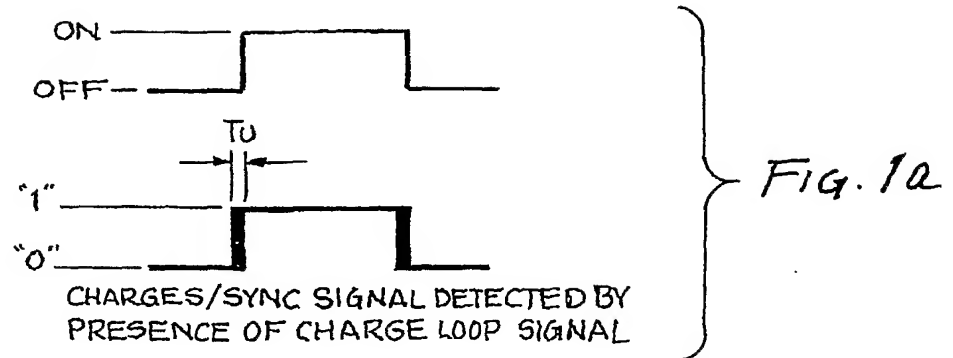 ON
OFF
TU
"1"
"0"
CHARGES/SYNC SIGNAL DETECTED BY
PRESENCE OF CHARGE LOOP SIGNAL
FIG. 1a